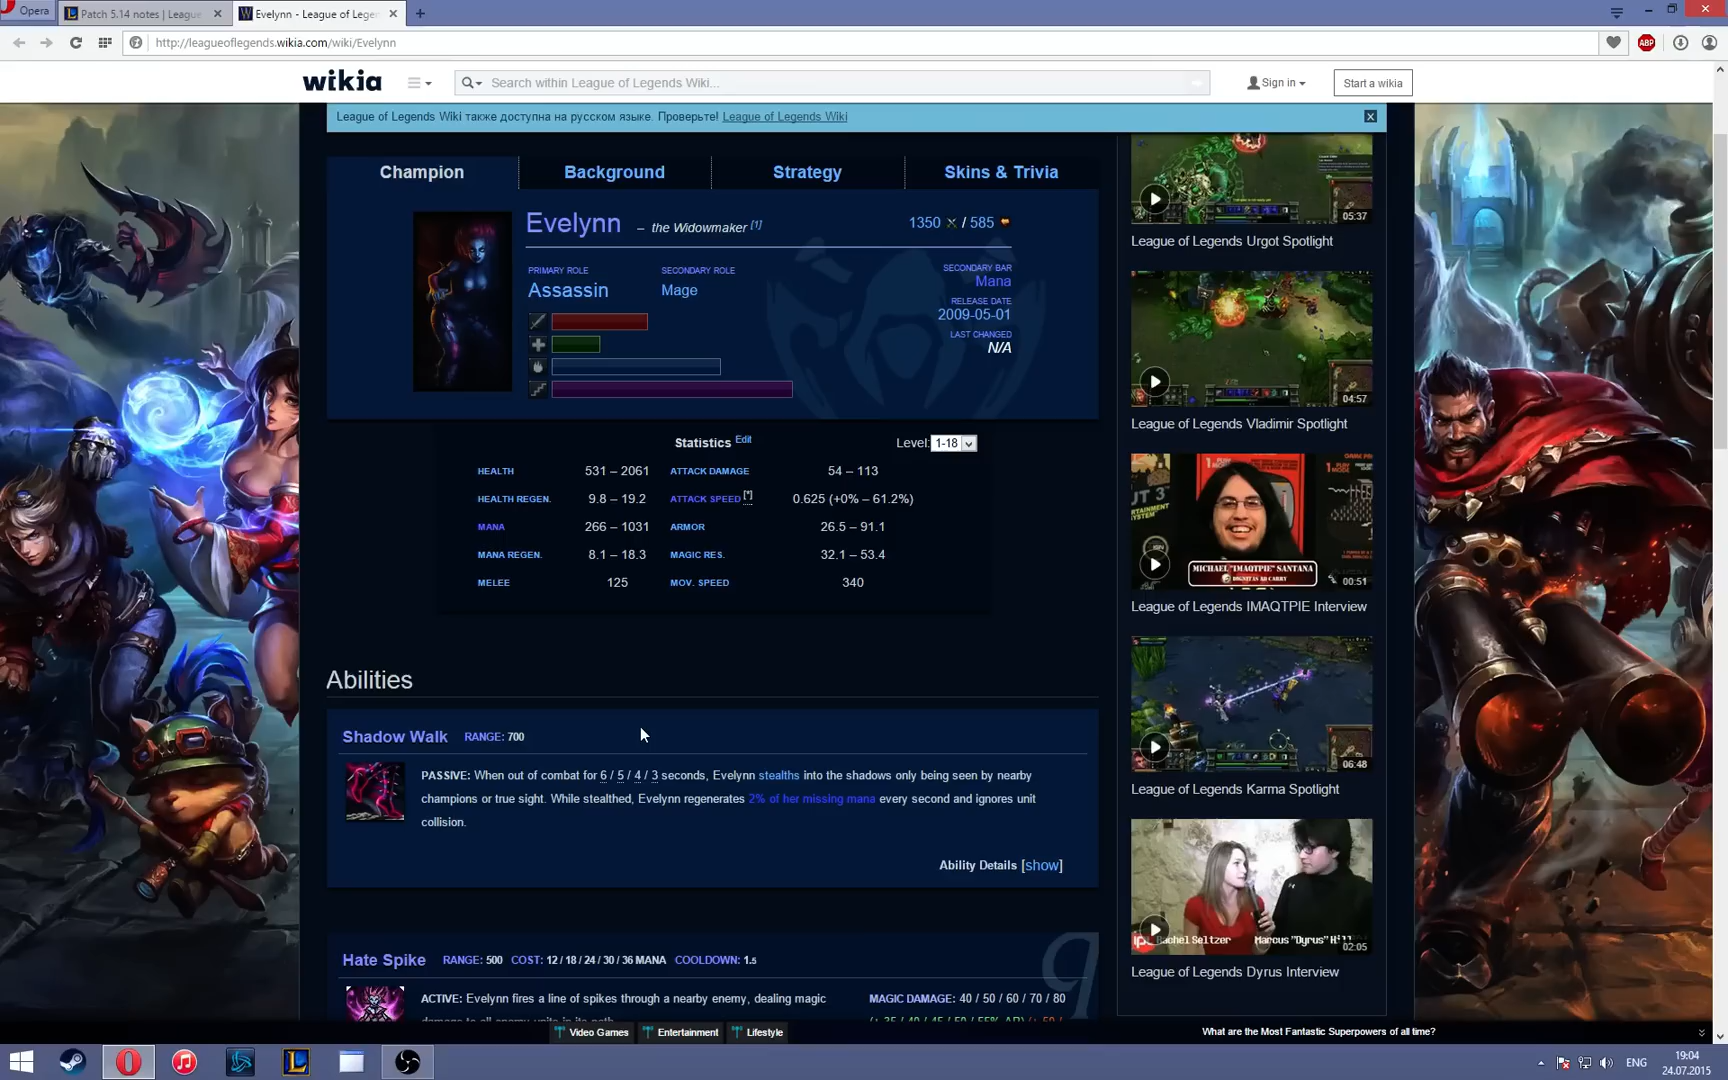 Opera
Patch 5.14 notes | League
Evelynn - League of Lege
http://leagueoflegends.wikia.com/wiki/Evelynn
ABP
wikia
Search within League of Legends Wiki...
Sign in
Start a wikia
League of Legends Wiki также доступна на русском языке. Проверьте! League of Legends Wiki
X
Champion
Background
Strategy
Skins & Trivia
Evelynn – the Widowmaker [1]
1350 / 585
PRIMARY ROLE
SECONDARY ROLE
Assassin
Mage
SECONDARY BAR
Mana
RELEASE DATE
2009-05-01
LAST CHANGED
N/A
Statistics Edit
Level: 1-18
HEALTH 531 – 2061 ATTACK DAMAGE 54 – 113
HEALTH REGEN. 9.8 – 19.2 ATTACK SPEED [*] 0.625 (+0% – 61.2%)
MANA 266 – 1031 ARMOR 26.5 – 91.1
MANA REGEN. 8.1 – 18.3 MAGIC RES. 32.1 – 53.4
MELEE 125 MOV. SPEED 340
Abilities
Shadow Walk RANGE: 700
PASSIVE: When out of combat for 6 / 5 / 4 / 3 seconds, Evelynn stealths into the shadows only being seen by nearby
champions or true sight. While stealthed, Evelynn regenerates 2% of her missing mana every second and ignores unit
collision.
Ability Details [show]
Hate Spike RANGE: 500 COST: 12 / 18 / 24 / 30 / 36 MANA COOLDOWN: 1.5
q
ACTIVE: Evelynn fires a line of spikes through a nearby enemy, dealing magic
MAGIC DAMAGE: 40 / 50 / 60 / 70 / 80
05:37
League of Legends Urgot Spotlight
04:57
League of Legends Vladimir Spotlight
MICHAEL "IMAQTPIE" SANTANA
DIGNITAS AD CARRY
00:51
League of Legends IMAQTPIE Interview
06:48
League of Legends Karma Spotlight
Rachel Seltzer
Marcus "Dyrus" Hill
02:05
League of Legends Dyrus Interview
Video Games
Entertainment
Lifestyle
What are the Most Fantastic Superpowers of all time?
ENG
19:04
24.07.2015